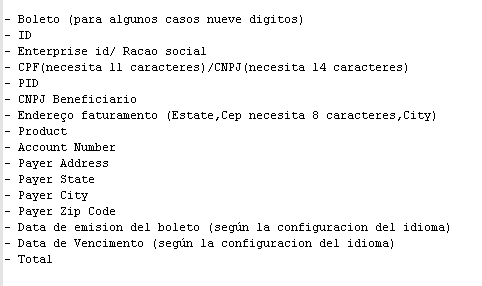 - Boleto (para algunos casos nueve digitos)
- ID
- Enterprise id/ Racao social
- CPF(necesita 11 caracteres)/CNPJ(necesita 14 caracteres)
- PID
- CNPJ Beneficiario
- Endereço faturamento (Estate,Cep necesita 8 caracteres,City)
- Product
- Account Number
- Payer Address
- Payer State
- Payer City
- Payer Zip Code
- Data de emision del boleto (según la configuracion del idioma)
- Data de Vencimento (según la configuracion del idioma)
- Total